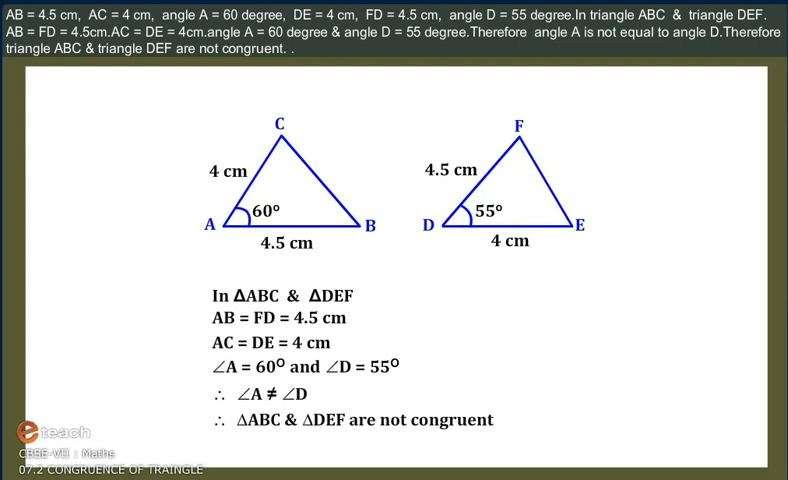 AB = 4.5 cm, AC = 4 cm, angle A = 60 degree, DE = 4 cm, FD = 4.5 cm, angle D = 55 degree.In triangle ABC & triangle DEF.
AB = FD = 4.5cm.AC = DE = 4cm.angle A = 60 degree & angle D = 55 degree.Therefore angle A is not equal to angle D.Therefore
triangle ABC & triangle DEF are not congruent. .
C
F
4 cm
4.5 cm
60°
55°
A
B
D
E
4.5 cm
4 cm
In ∆ABC & ∆DEF
AB = FD = 4.5 cm
AC = DE = 4 cm
∠A = 60° and ∠D = 55°
∴ ∠A ≠ ∠D
∴ ∆ABC & ∆DEF are not congruent
eteach
CBSE-VII : Maths
07.2 CONGRUENCE OF TRAINGLE